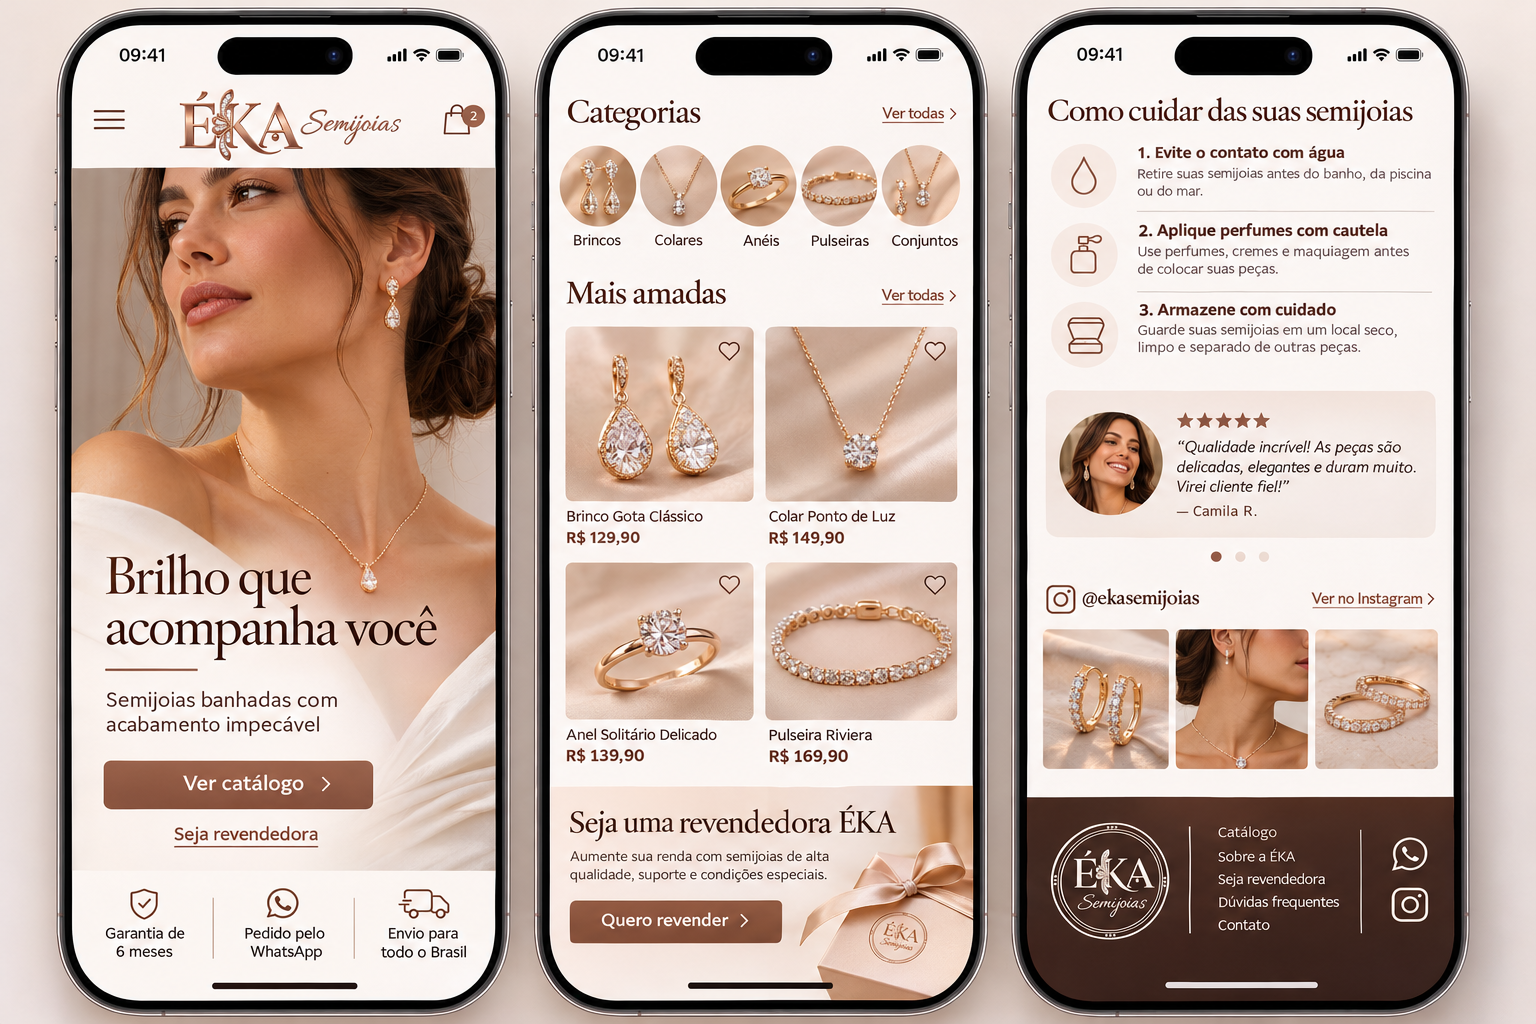 09:41
ÉKA Semijoias
2
Brilho que
acompanha você
Semijoias banhadas com
acabamento impecável
Ver catálogo
Seja revendedora
Garantia de
6 meses
Pedido pelo
WhatsApp
Envio para
todo o Brasil
09:41
Categorias
Ver todas
Brincos
Colares
Anéis
Pulseiras
Conjuntos
Mais amadas
Ver todas
Brinco Gota Clássico
R$ 129,90
Colar Ponto de Luz
R$ 149,90
Anel Solitário Delicado
R$ 139,90
Pulseira Riviera
R$ 169,90
Seja uma revendedora ÉKA
Aumente sua renda com semijoias de alta
qualidade, suporte e condições especiais.
Quero revender
ÉKA
Semijoias
09:41
Como cuidar das suas semijoias
1. Evite o contato com água
Retire suas semijoias antes do banho, da piscina
ou do mar.
2. Aplique perfumes com cautela
Use perfumes, cremes e maquiagem antes
de colocar suas peças.
3. Armazene com cuidado
Guarde suas semijoias em um local seco,
limpo e separado de outras peças.
“Qualidade incrível! As peças são
delicadas, elegantes e duram muito.
Virei cliente fiel!”
— Camila R.
@ekasemijoias
Ver no Instagram
ÉKA
Semijoias
Catálogo
Sobre a ÉKA
Seja revendedora
Dúvidas frequentes
Contato